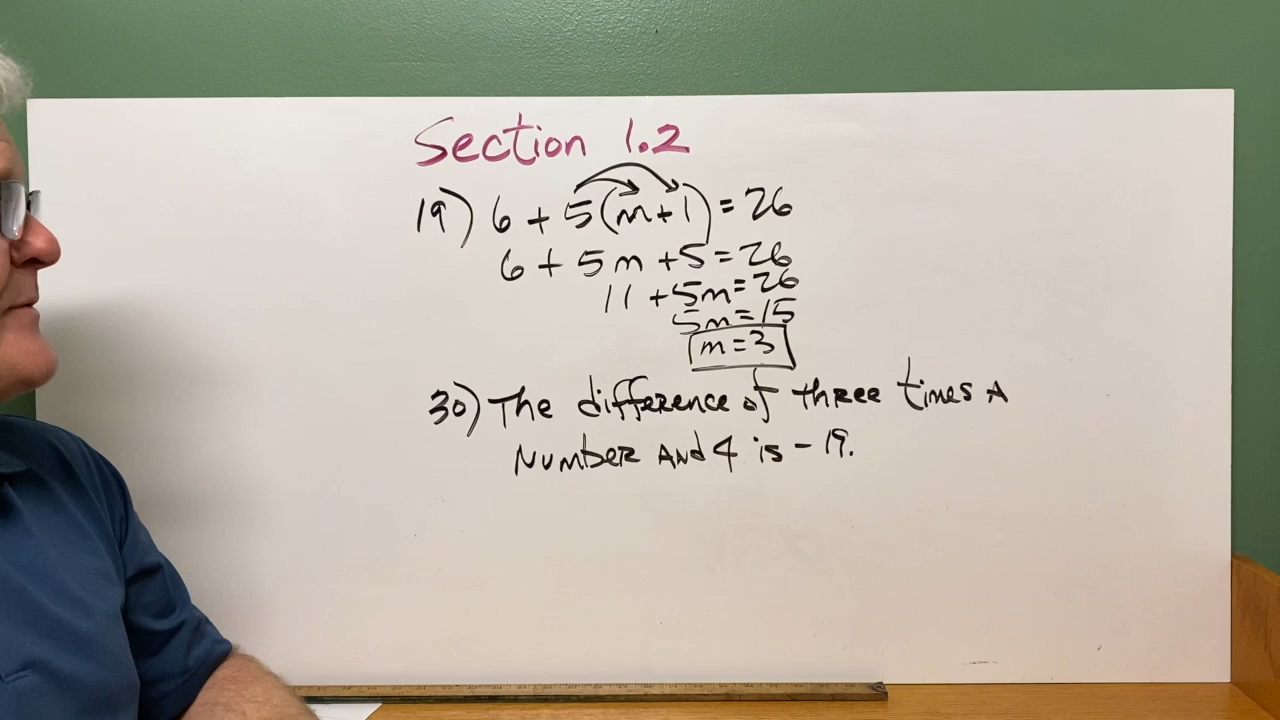 Section 1.2
19) 6 + 5(m+1) = 26
6 + 5m + 5 = 26
11 + 5m = 26
5m = 15
m = 3
30) The difference of three times A
Number And 4 is -19.